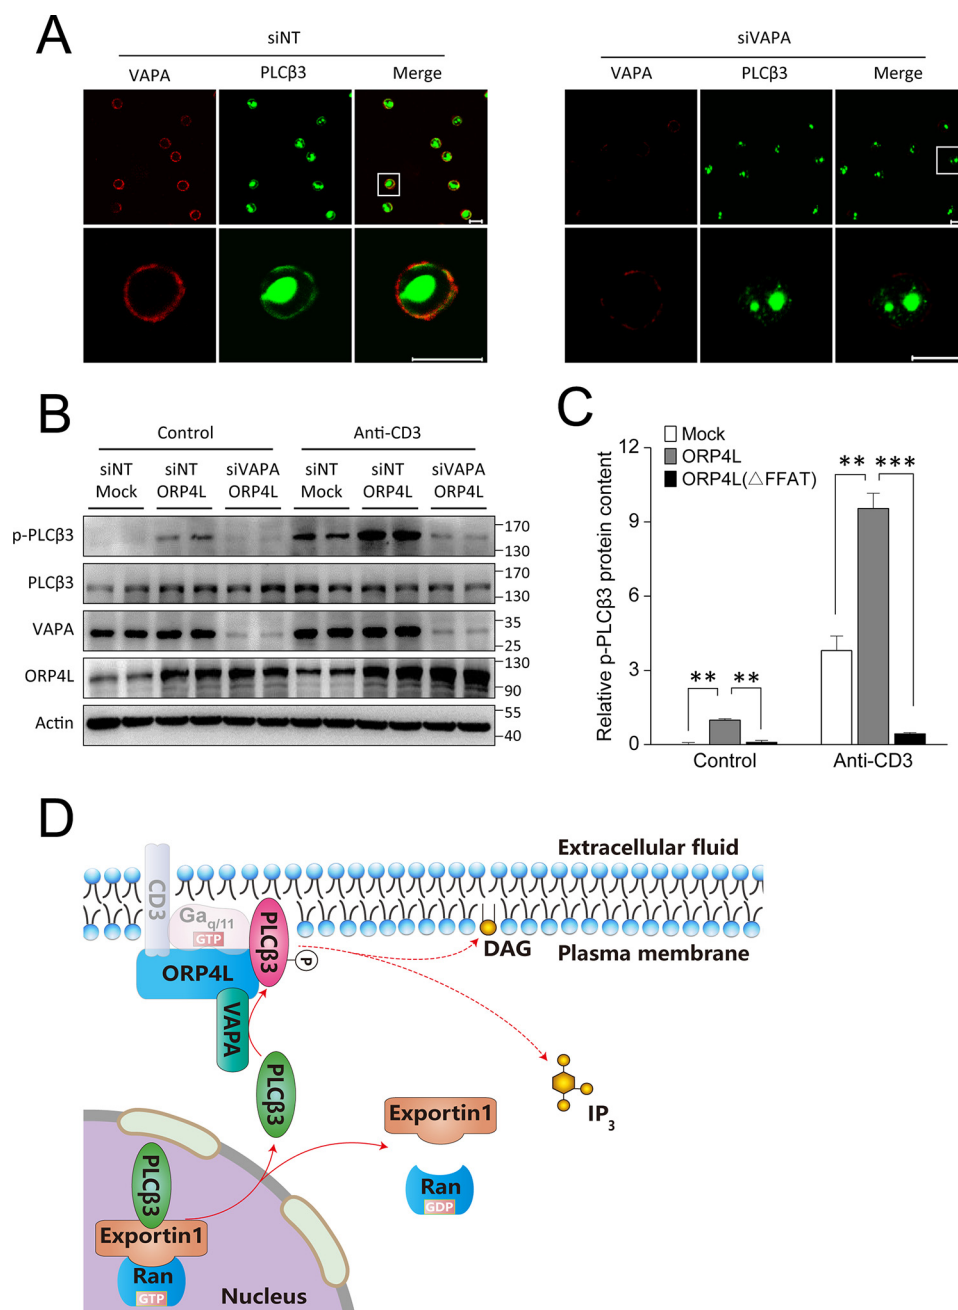 A
siNT
VAPA PLCβ3 Merge
siVAPA
VAPA PLCβ3 Merge
B
Control Anti-CD3
siNT siNT siVAPA siNT siNT siVAPA
Mock ORP4L ORP4L Mock ORP4L ORP4L
p-PLCβ3
170
130
PLCβ3
170
130
VAPA
35
25
ORP4L
130
90
Actin
55
40
C
Mock
ORP4L
ORP4L(△FFAT)
Relative p-PLCβ3 protein content
12
9
6
3
0
** ***
** **
Control Anti-CD3
D
Extracellular fluid
CD3
Gaq/11
GTP
PLCβ3
P
DAG
Plasma membrane
ORP4L
VAPA
PLCβ3
IP3
Exportin1
Ran
GDP
PLCβ3
Exportin1
Ran
GTP
Nucleus